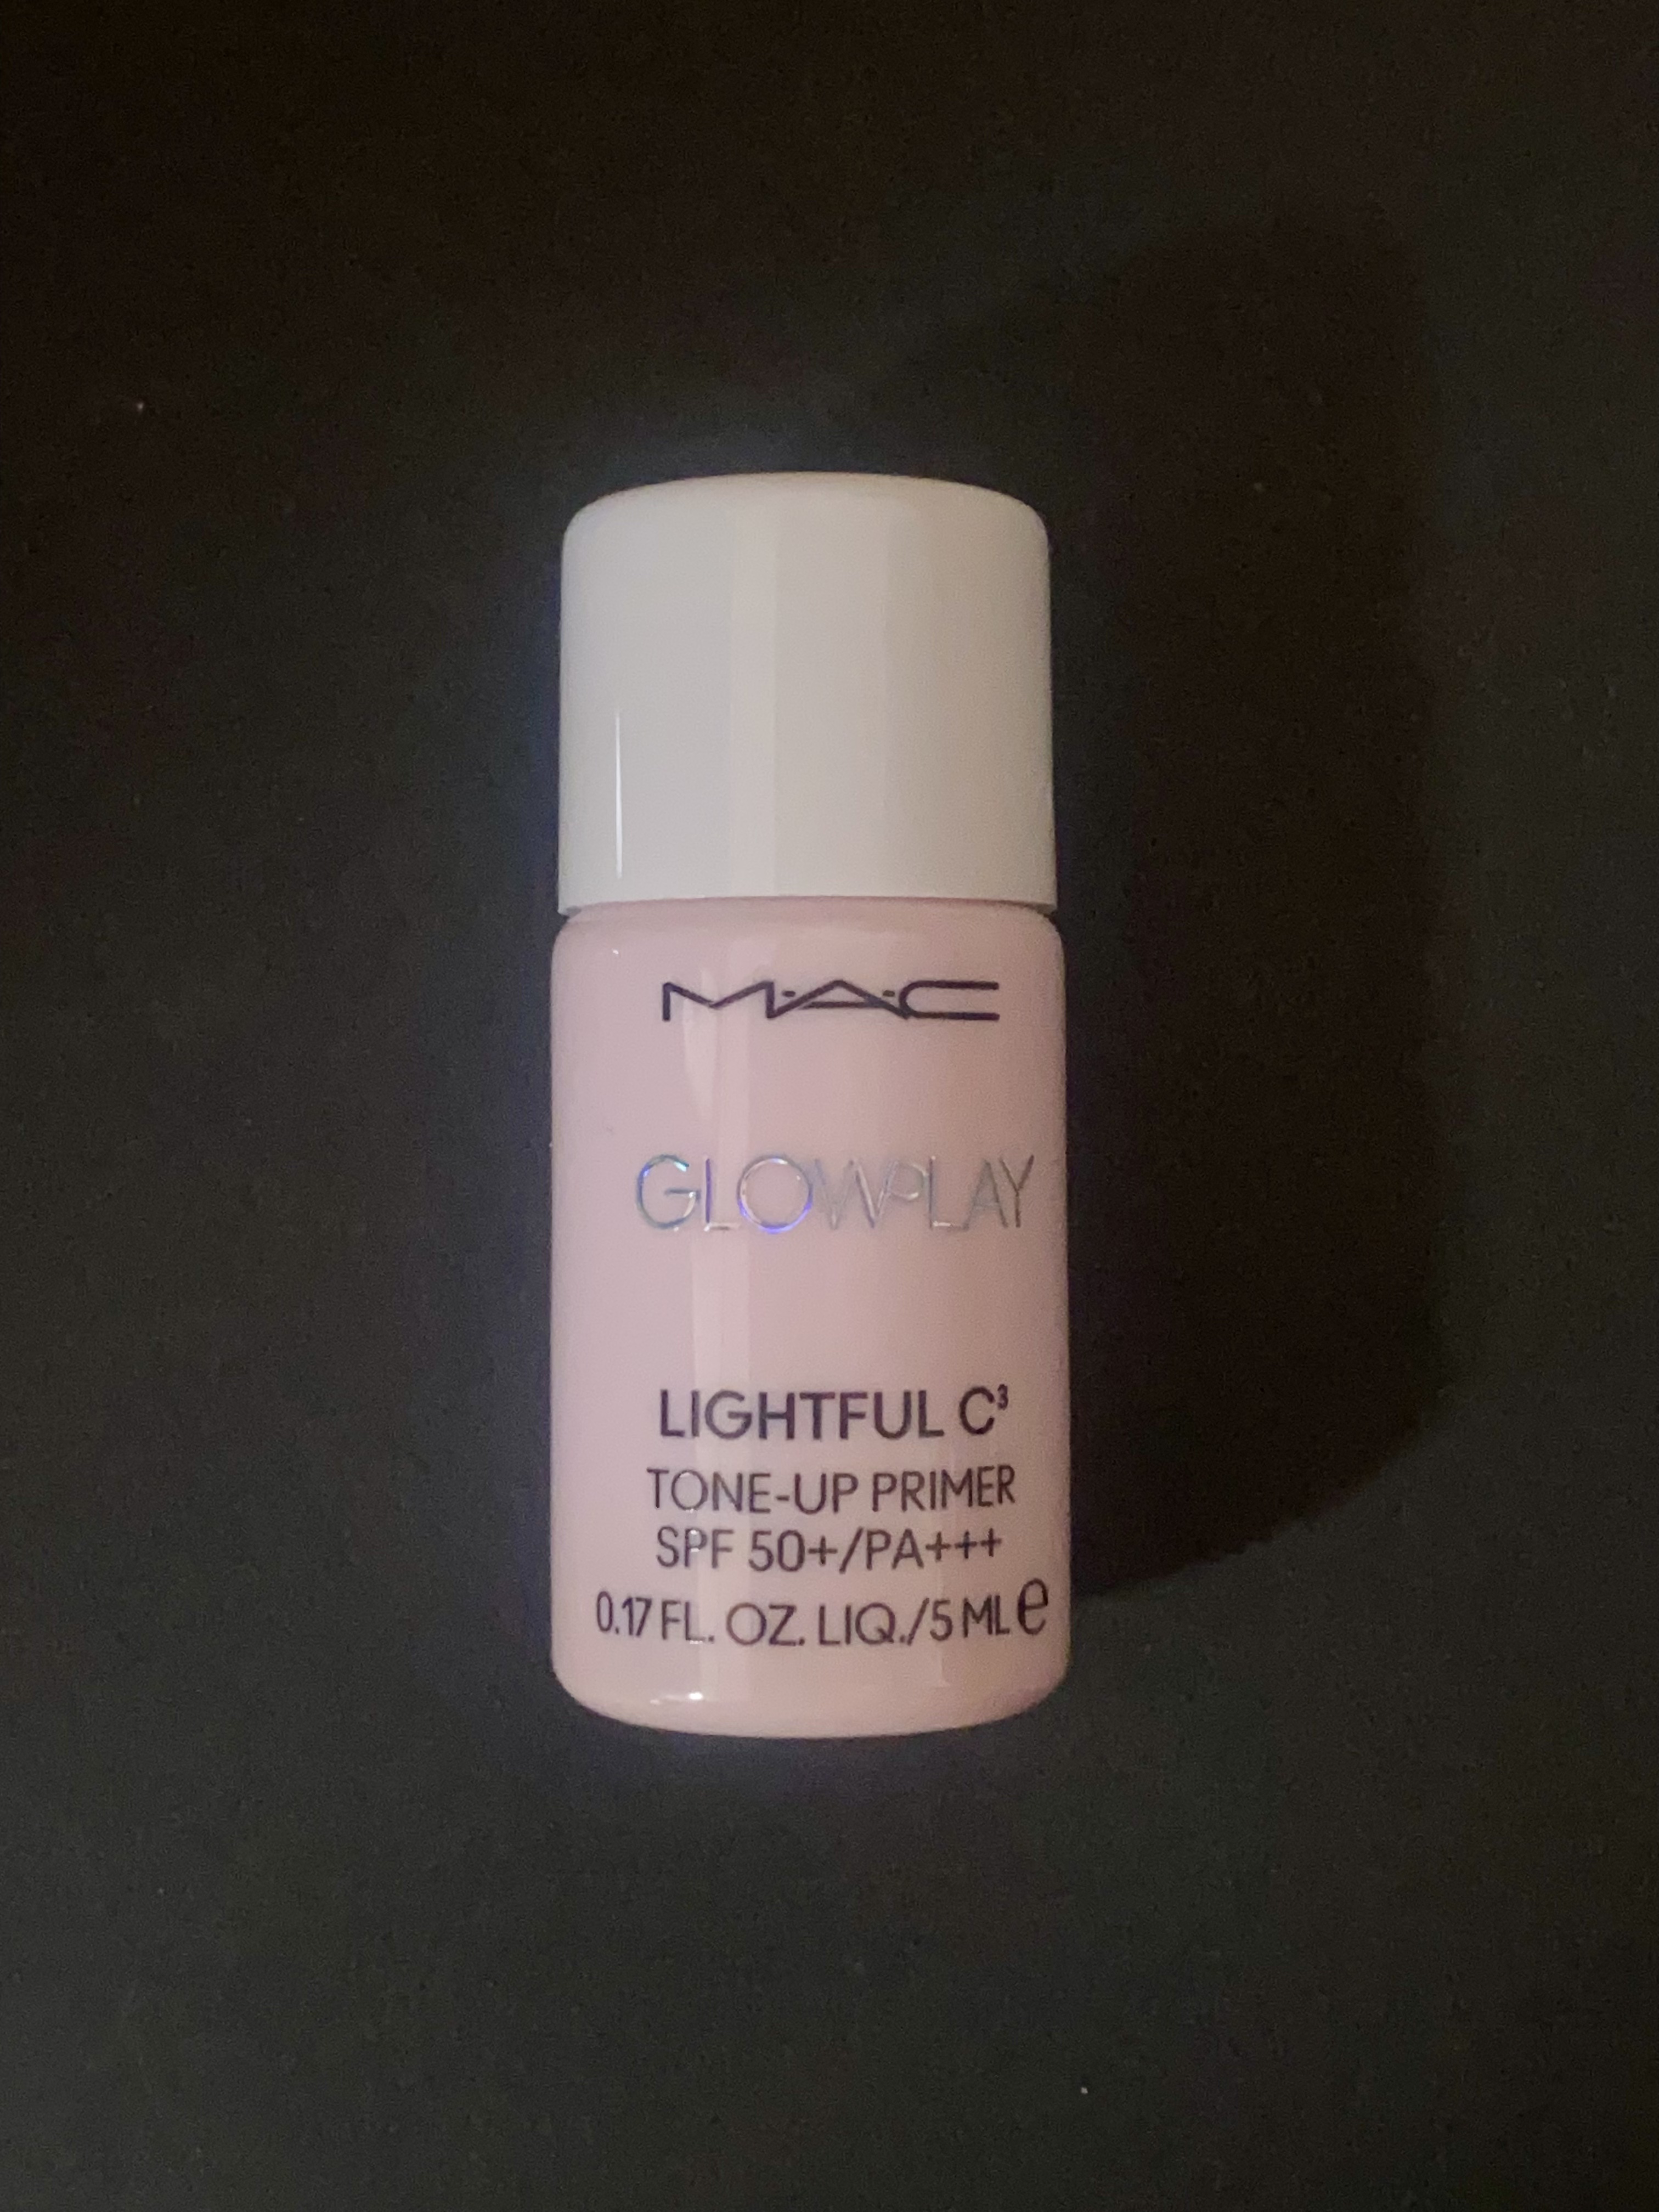 M·A·C
GLOWPLAY
LIGHTFUL C³
TONE-UP PRIMER
SPF 50+/PA+++
0.17 FL. OZ. LIQ./5 ML ℮